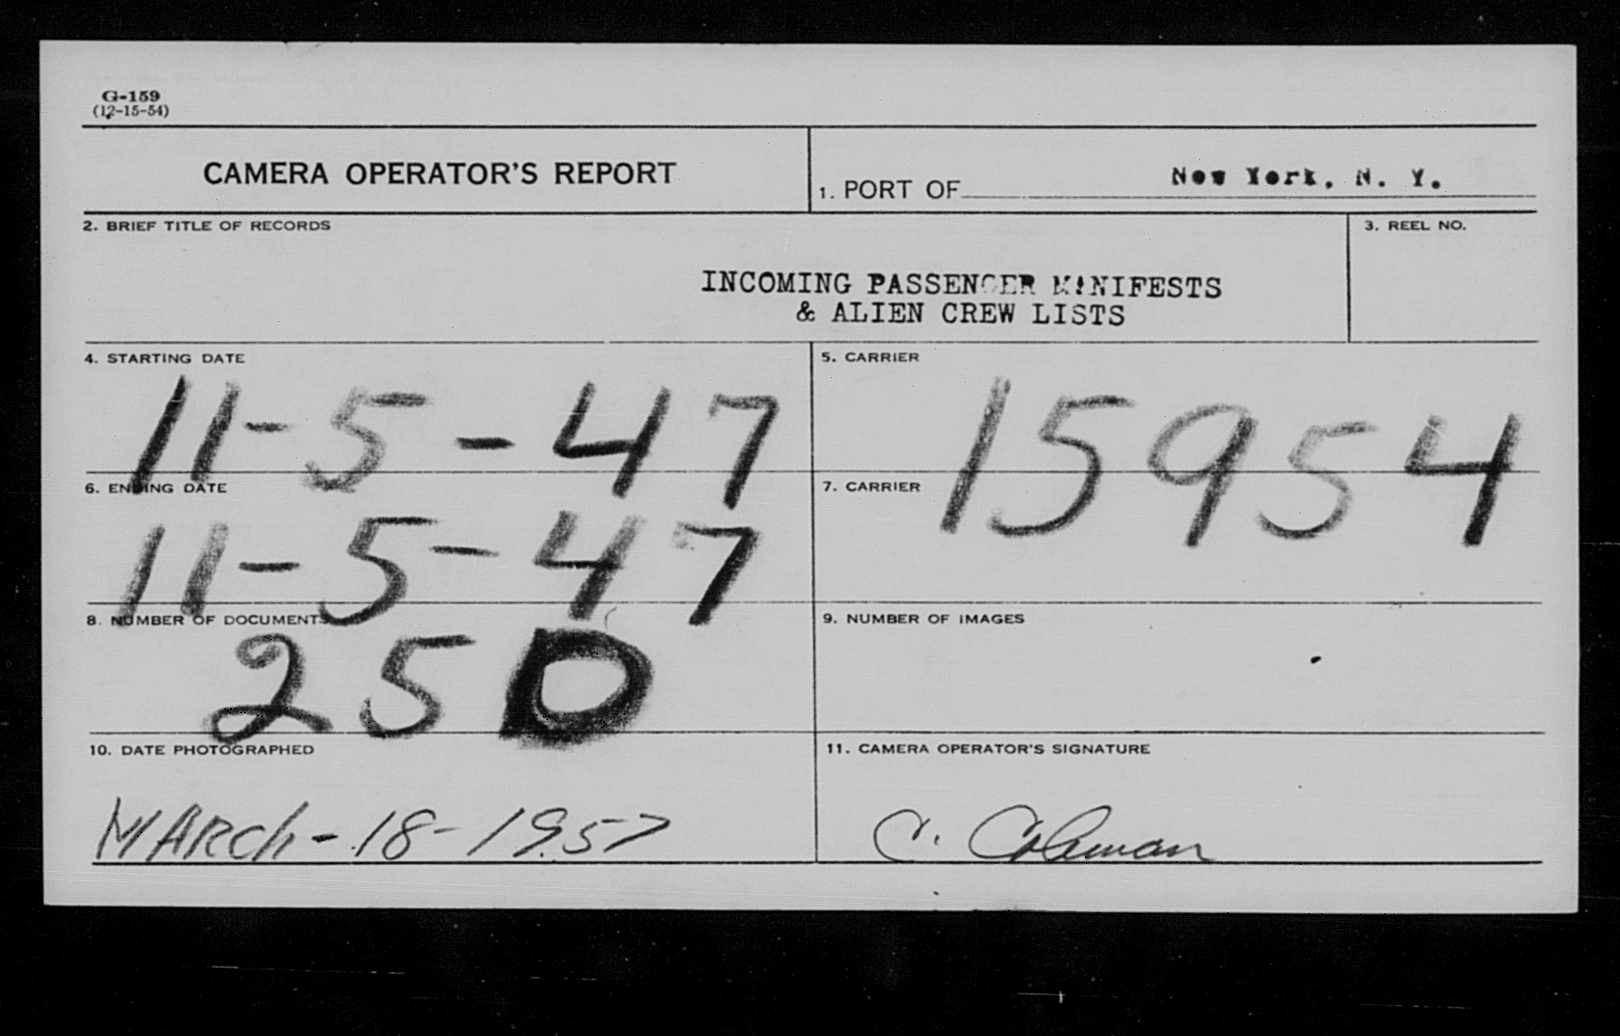 G-159
(12-15-54)
CAMERA OPERATOR'S REPORT
1. PORT OF New York, N. Y.
2. BRIEF TITLE OF RECORDS
3. REEL NO.
INCOMING PASSENGER MANIFESTS
& ALIEN CREW LISTS
4. STARTING DATE
11-5-47
5. CARRIER
15954
6. ENDING DATE
11-5-47
7. CARRIER
8. NUMBER OF DOCUMENTS
250
9. NUMBER OF IMAGES
10. DATE PHOTOGRAPHED
MARCh-18-1957
11. CAMERA OPERATOR'S SIGNATURE
C. Coleman